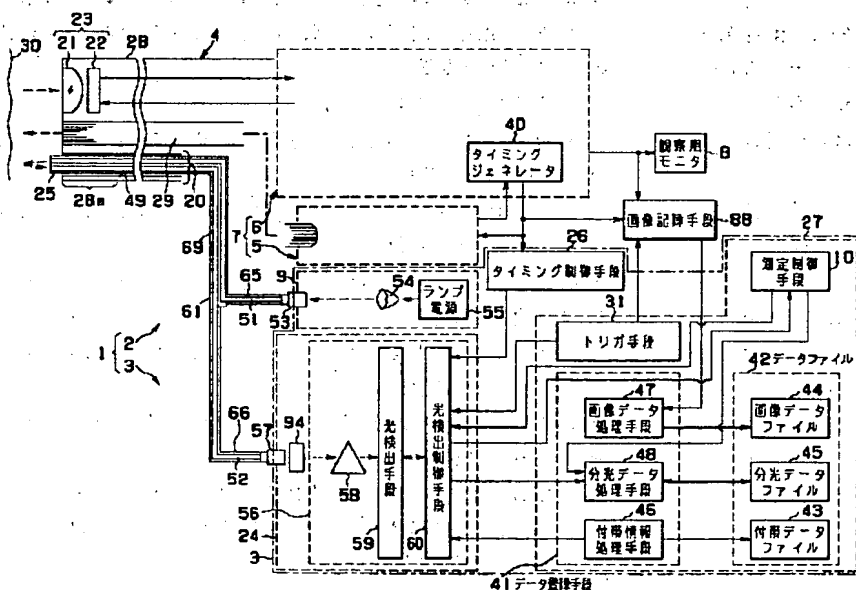 23
30
21
22
28
4
40
タイミング
ジェネレータ
観察用
モニタ
8
6
7
5
26
画像記録手段
88
27
タイミング制御手段
測定制御
手段
10
25
28a
49
29
20
69
65
51
9
53
54
ランプ
電源
55
61
1
2
3
31
トリガ手段
42データファイル
47
画像データ
処理手段
44
画像データ
ファイル
48
分光データ
処理手段
45
分光データ
ファイル
46
付帯情報
処理手段
43
付帯データ
ファイル
66
57
94
52
56
58
光検出手段
59
光検出制御手段
60
24
3
41データ管理手段